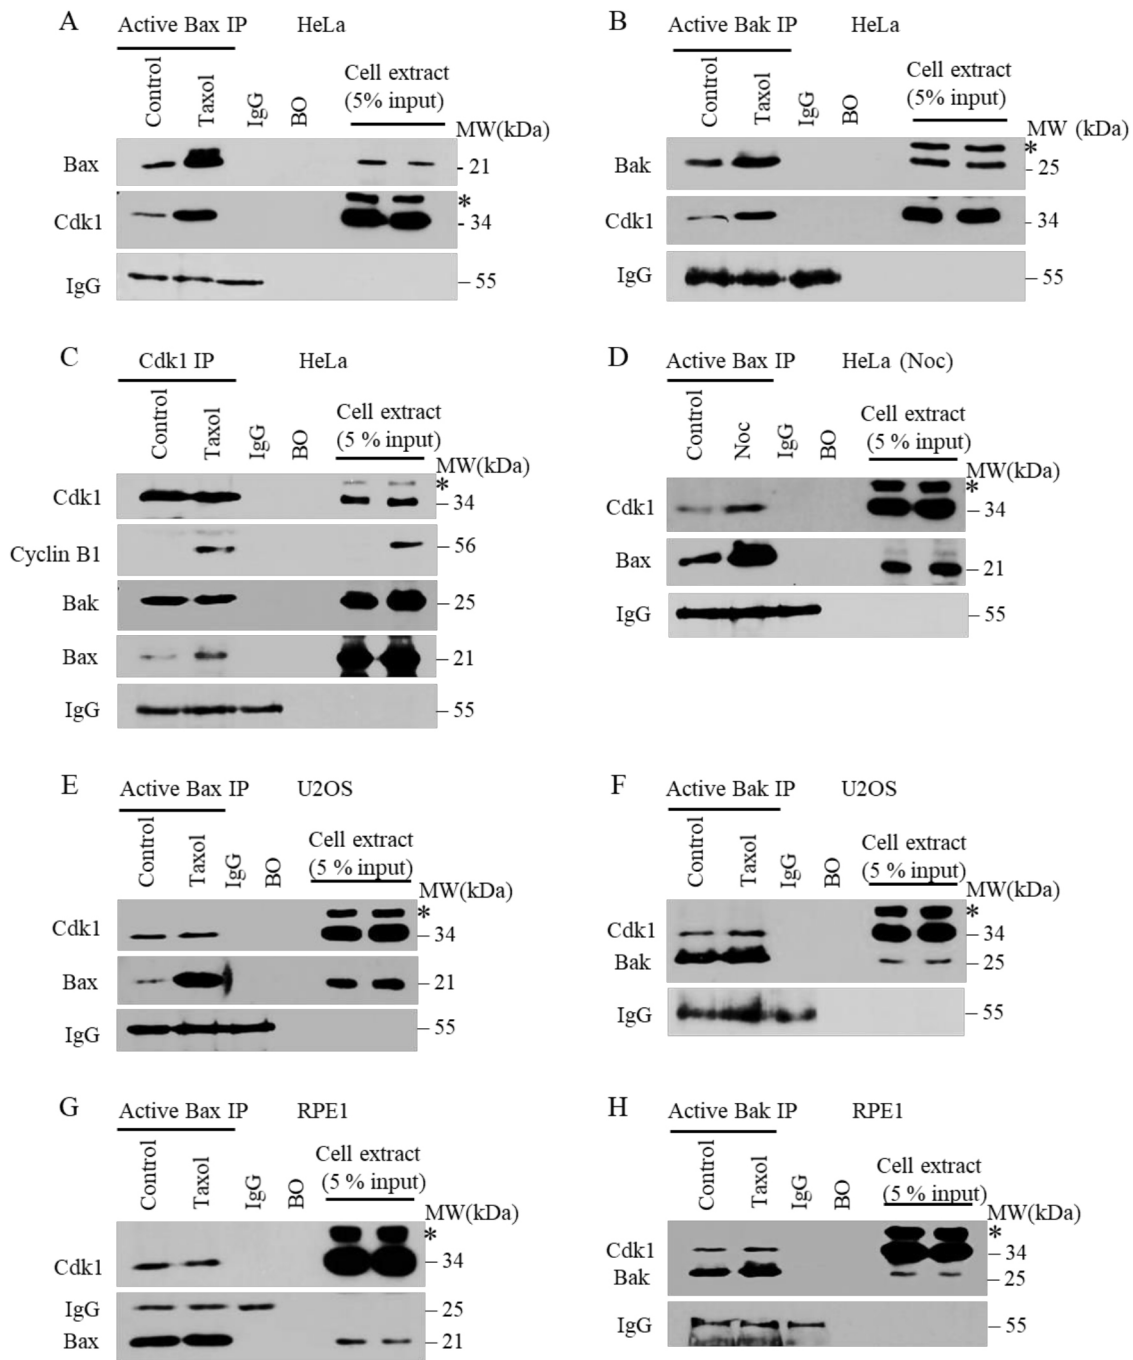 A
Active Bax IP HeLa
Control Taxol IgG BO
Cell extract
(5% input)
MW(kDa)
Bax - 21
*
Cdk1 - 34
IgG – 55
B
Active Bak IP HeLa
Control Taxol IgG BO
Cell extract
(5% input)
MW (kDa)
*
Bak - 25
Cdk1 - 34
IgG – 55
C
Cdk1 IP HeLa
Control Taxol IgG BO
Cell extract
(5 % input)
MW(kDa)
*
Cdk1 – 34
Cyclin B1 – 56
Bak – 25
Bax – 21
IgG – 55
D
Active Bax IP HeLa (Noc)
Control Noc IgG BO
Cell extract
(5 % input)
MW(kDa)
*
Cdk1 – 34
Bax – 21
IgG – 55
E
Active Bax IP U2OS
Control Taxol IgG BO
Cell extract
(5 % input)
MW(kDa)
*
Cdk1 – 34
Bax – 21
IgG – 55
F
Active Bak IP U2OS
Control Taxol IgG BO
Cell extract
(5 % input)
MW(kDa)
*
Cdk1 – 34
Bak – 25
IgG – 55
G
Active Bax IP RPE1
Control Taxol IgG BO
Cell extract
(5 % input)
MW(kDa)
*
Cdk1 – 34
IgG – 25
Bax – 21
H
Active Bak IP RPE1
Control Taxol IgG BO
Cell extract
(5 % input)
MW(kDa)
*
Cdk1 – 34
Bak – 25
IgG – 55